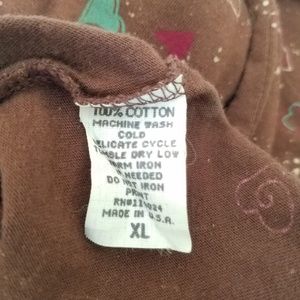 100% COTTON
MACHINE WASH
COLD
ELICATE CYCLE
MBLE DRY LOW
RM IRON
NEEDED
DO NOT IRON
PRINT
MADE IN U.S.A.
XL